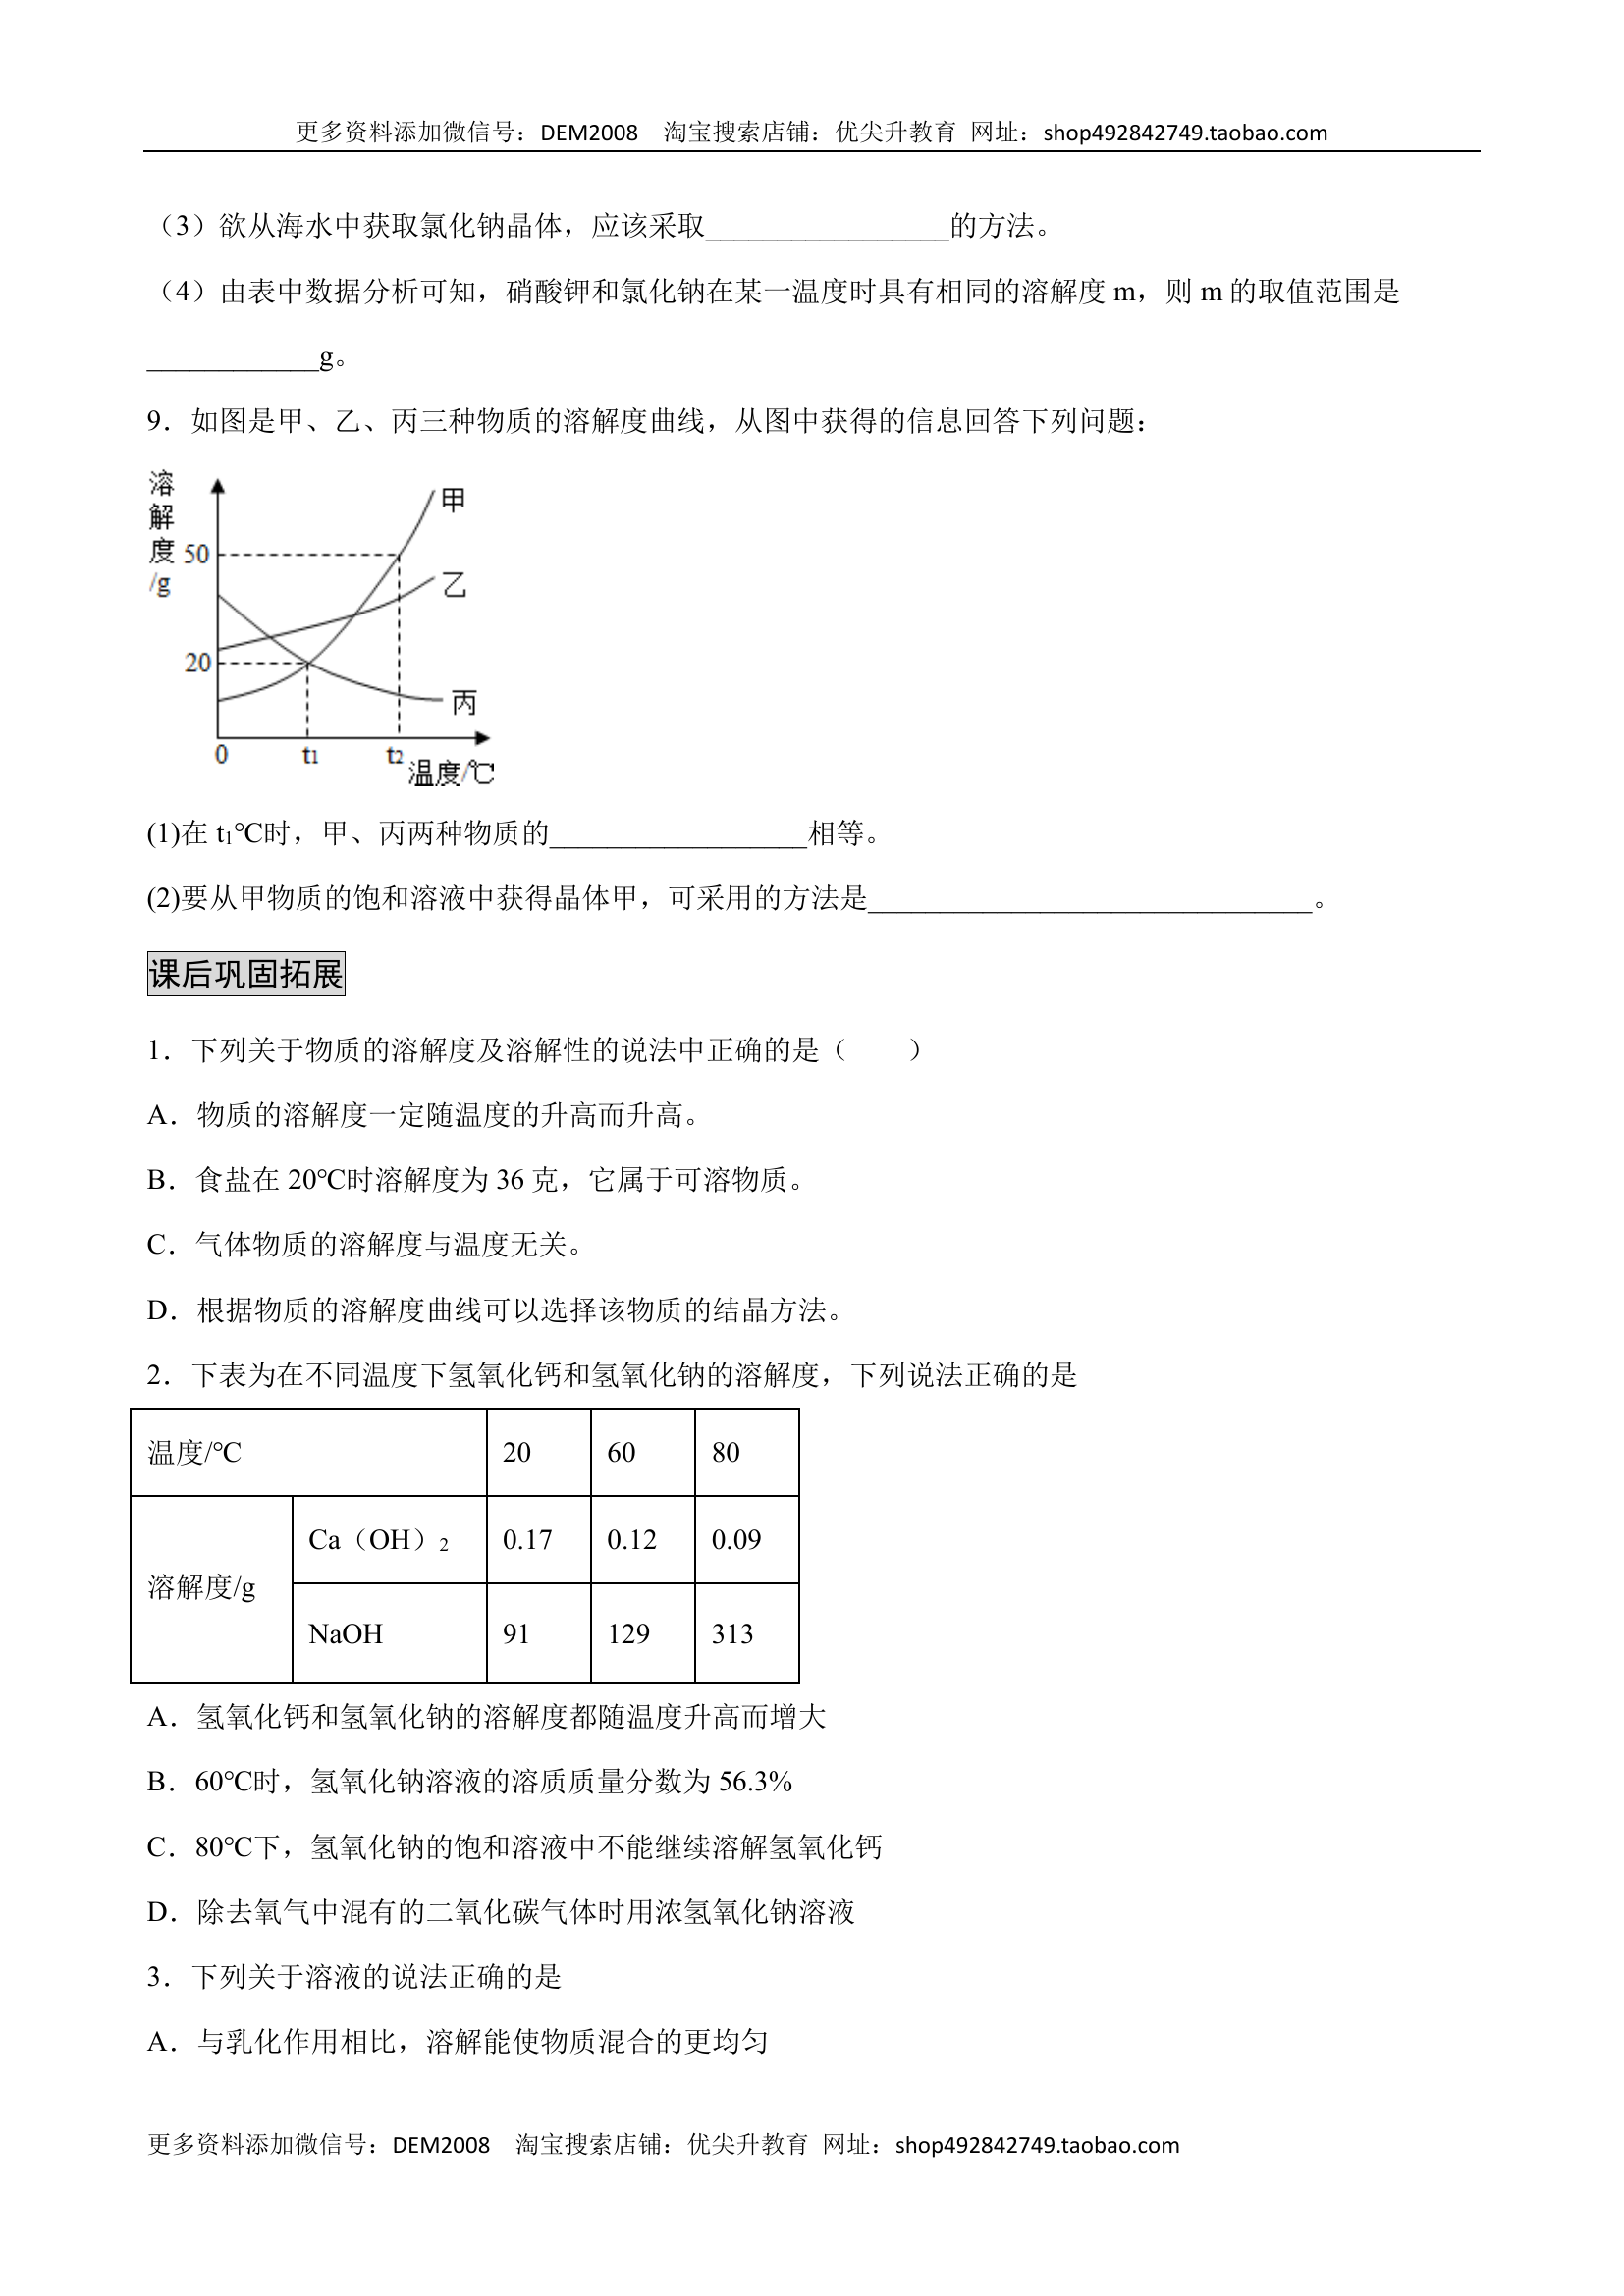 更多资料添加微信号：DEM2008 淘宝搜索店铺：优尖升教育 网址：shop492842749.taobao.com
（3）欲从海水中获取氯化钠晶体，应该采取_________________的方法。
（4）由表中数据分析可知，硝酸钾和氯化钠在某一温度时具有相同的溶解度 m，则 m 的取值范围是
____________g。
9．如图是甲、乙、丙三种物质的溶解度曲线，从图中获得的信息回答下列问题：
溶解度/g
50
20
0
t₁
t₂
温度/℃
甲
乙
丙
(1)在 t₁℃时，甲、丙两种物质的__________________相等。
(2)要从甲物质的饱和溶液中获得晶体甲，可采用的方法是_______________________________。
课后巩固拓展
1．下列关于物质的溶解度及溶解性的说法中正确的是（　　）
A．物质的溶解度一定随温度的升高而升高。
B．食盐在 20℃时溶解度为 36 克，它属于可溶物质。
C．气体物质的溶解度与温度无关。
D．根据物质的溶解度曲线可以选择该物质的结晶方法。
2．下表为在不同温度下氢氧化钙和氢氧化钠的溶解度，下列说法正确的是
温度/℃ 20 60 80
溶解度/g Ca（OH）₂ 0.17 0.12 0.09
NaOH 91 129 313
A．氢氧化钙和氢氧化钠的溶解度都随温度升高而增大
B．60℃时，氢氧化钠溶液的溶质质量分数为 56.3%
C．80℃下，氢氧化钠的饱和溶液中不能继续溶解氢氧化钙
D．除去氧气中混有的二氧化碳气体时用浓氢氧化钠溶液
3．下列关于溶液的说法正确的是
A．与乳化作用相比，溶解能使物质混合的更均匀
更多资料添加微信号：DEM2008 淘宝搜索店铺：优尖升教育 网址：shop492842749.taobao.com